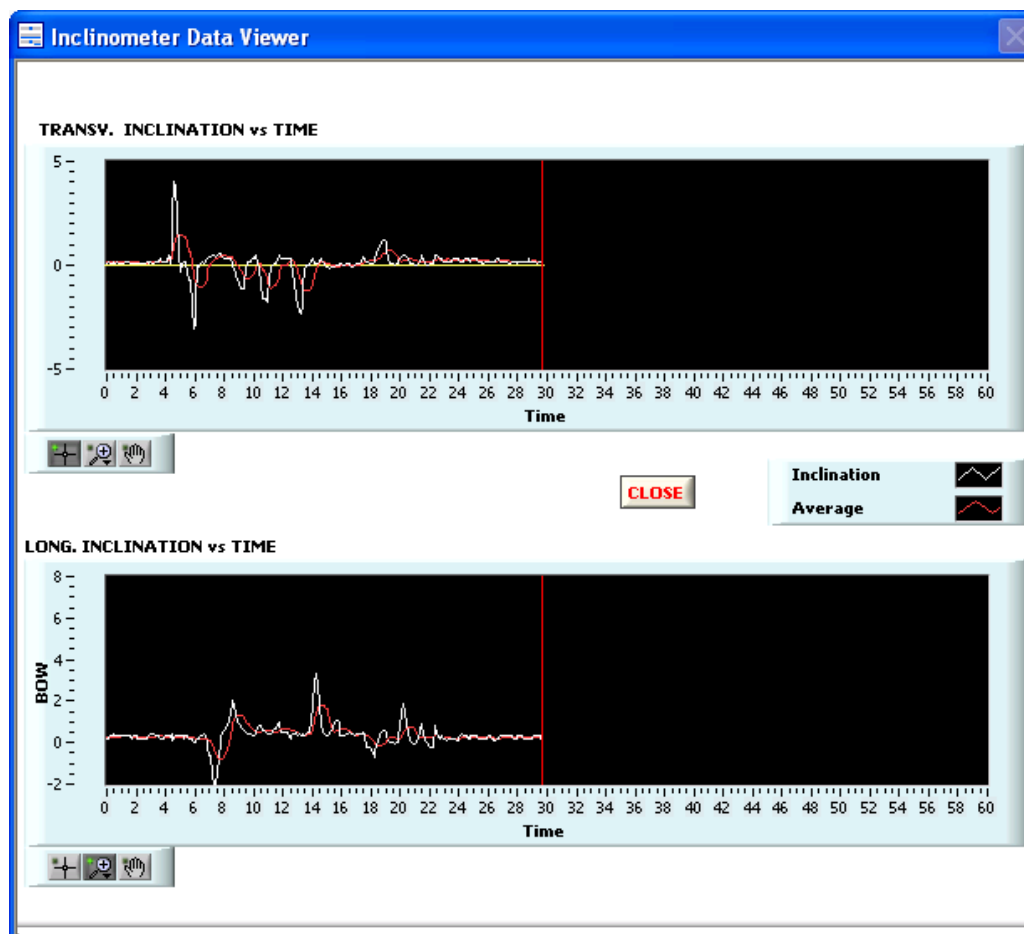 Inclinometer Data Viewer
TRANSV. INCLINATION vs TIME
5
0
-5
0 2 4 6 8 10 12 14 16 18 20 22 24 26 28 30 32 34 36 38 40 42 44 46 48 50 52 54 56 58 60
Time
CLOSE
Inclination
Average
LONG. INCLINATION vs TIME
BOW
8
6
4
2
0
-2
0 2 4 6 8 10 12 14 16 18 20 22 24 26 28 30 32 34 36 38 40 42 44 46 48 50 52 54 56 58 60
Time